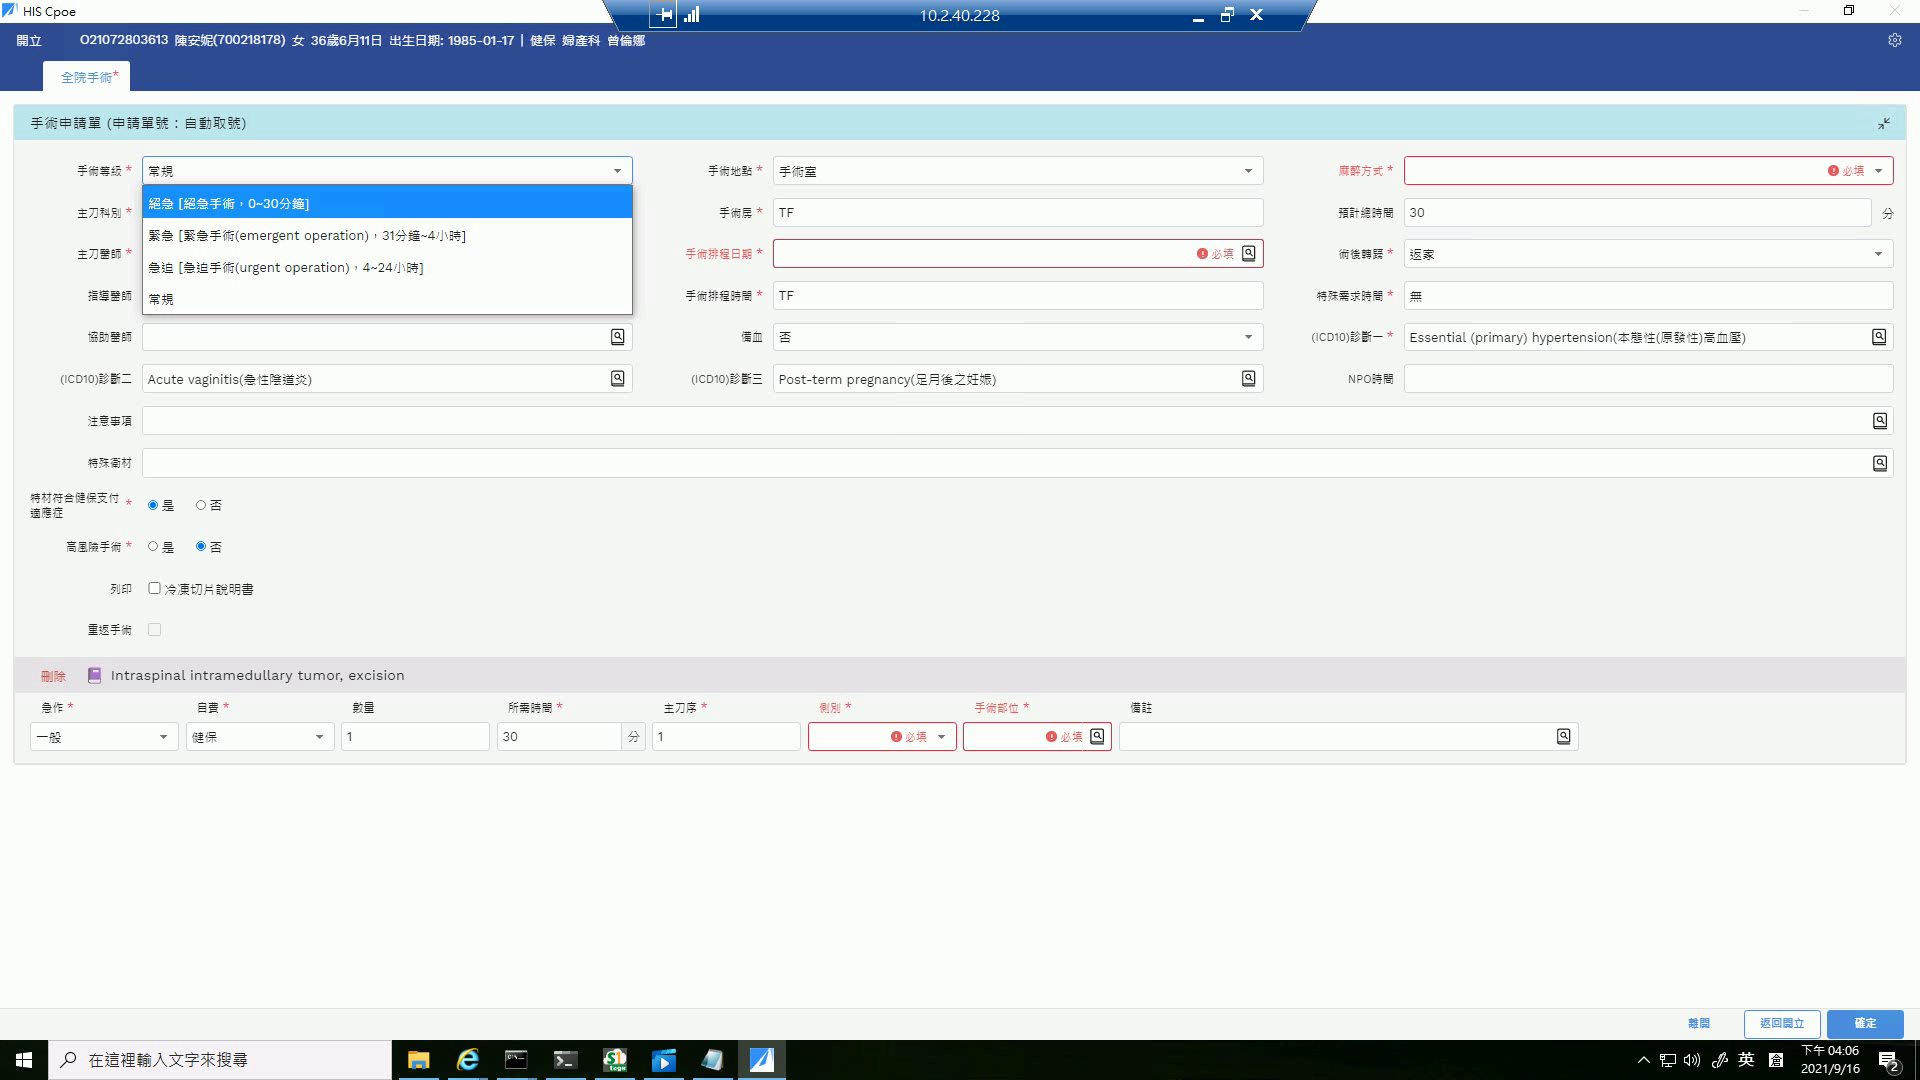 HIS Cpoe
10.2.40.228
開立 O21072803613 陳安妮(700218178) 女 36歲6月11日 出生日期: 1985-01-17 | 健保 婦產科 曾倫娜
全院手術*
手術申請單 (申請單號：自動取號)
手術等級 * 常規 手術地點 * 手術室 麻醉方式 * 必填
絕急 [絕急手術，0~30分鐘]
主刀科別 * 手術房 * TF 預計總時間 30 分
緊急 [緊急手術(emergent operation)，31分鐘~4小時]
主刀醫師 * 手術排程日期 * 必填 術後轉歸 * 返家
急迫 [急迫手術(urgent operation)，4~24小時]
指導醫師 常規 手術排程時間 * TF 特殊需求時間 * 無
協助醫師 備血 否 (ICD10)診斷一 * Essential (primary) hypertension(本態性(原發性)高血壓)
(ICD10)診斷二 Acute vaginitis(急性陰道炎) (ICD10)診斷三 Post-term pregnancy(足月後之妊娠) NPO時間
注意事項
特殊衛材
特材符合健保支付適應症 * 是 否
高風險手術 * 是 否
列印 冷凍切片說明書
重返手術
刪除 Intraspinal intramedullary tumor, excision
急作 * 自費 * 數量 所需時間 * 主刀序 * 側別 * 手術部位 * 備註
一般 健保 1 30 分 1 必填 必填
離開 返回開立 確定
在這裡輸入文字來搜尋
英 下午 04:06
2021/9/16
2